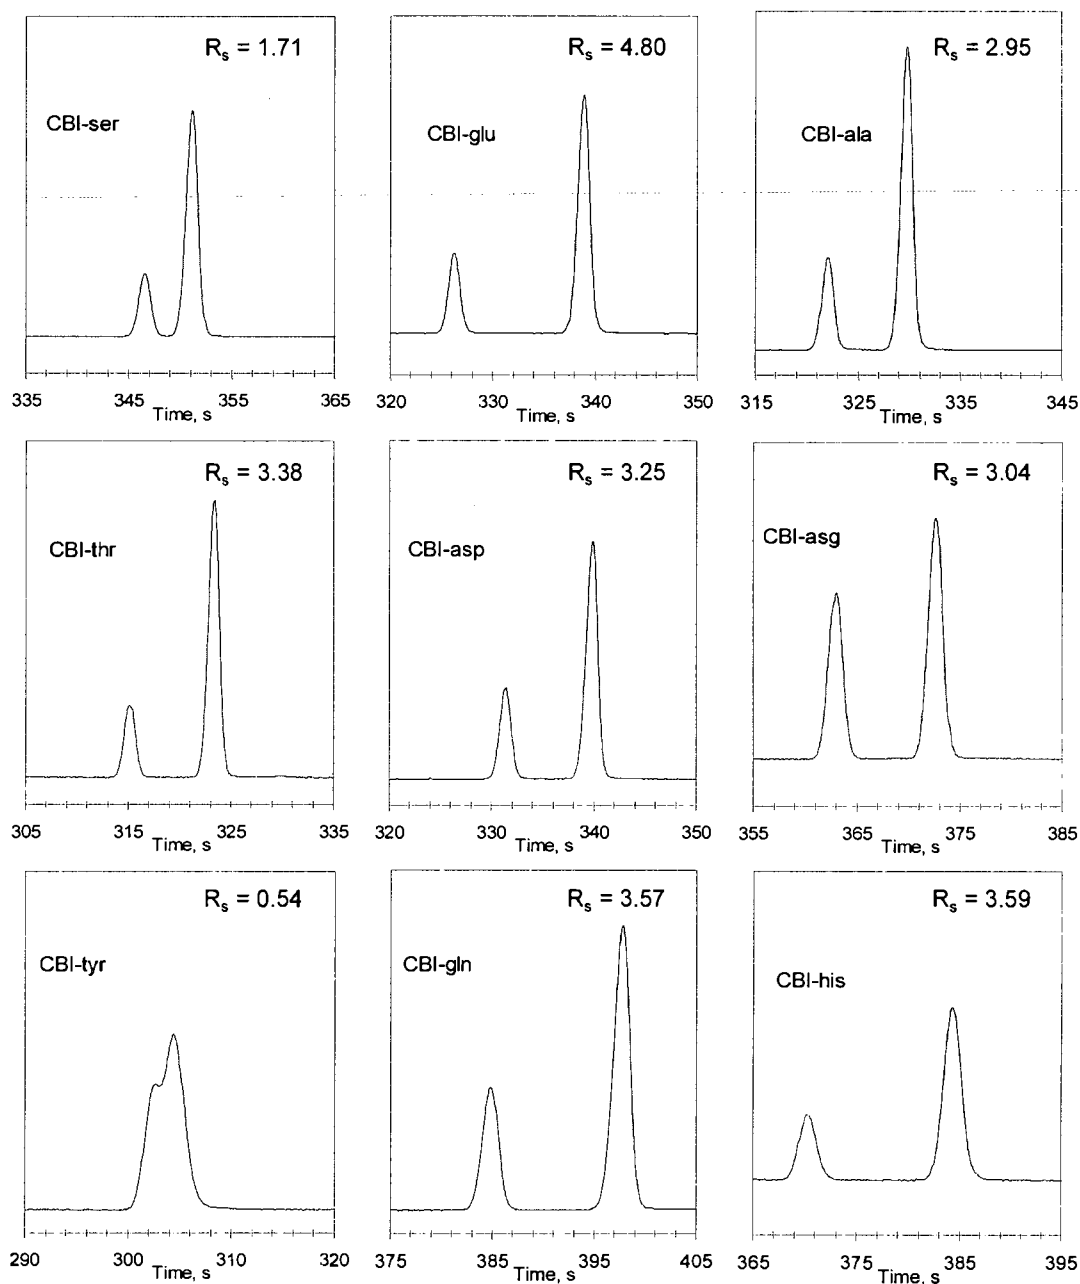 Rs = 1.71
CBI-ser
335 345 355 365
Time, s
Rs = 4.80
CBI-glu
320 330 340 350
Time, s
Rs = 2.95
CBI-ala
315 325 335 345
Time, s
Rs = 3.38
CBI-thr
305 315 325 335
Time, s
Rs = 3.25
CBI-asp
320 330 340 350
Time, s
Rs = 3.04
CBI-asg
355 365 375 385
Time, s
Rs = 0.54
CBI-tyr
290 300 310 320
Time, s
Rs = 3.57
CBI-gln
375 385 395 405
Time, s
Rs = 3.59
CBI-his
365 375 385 395
Time, s